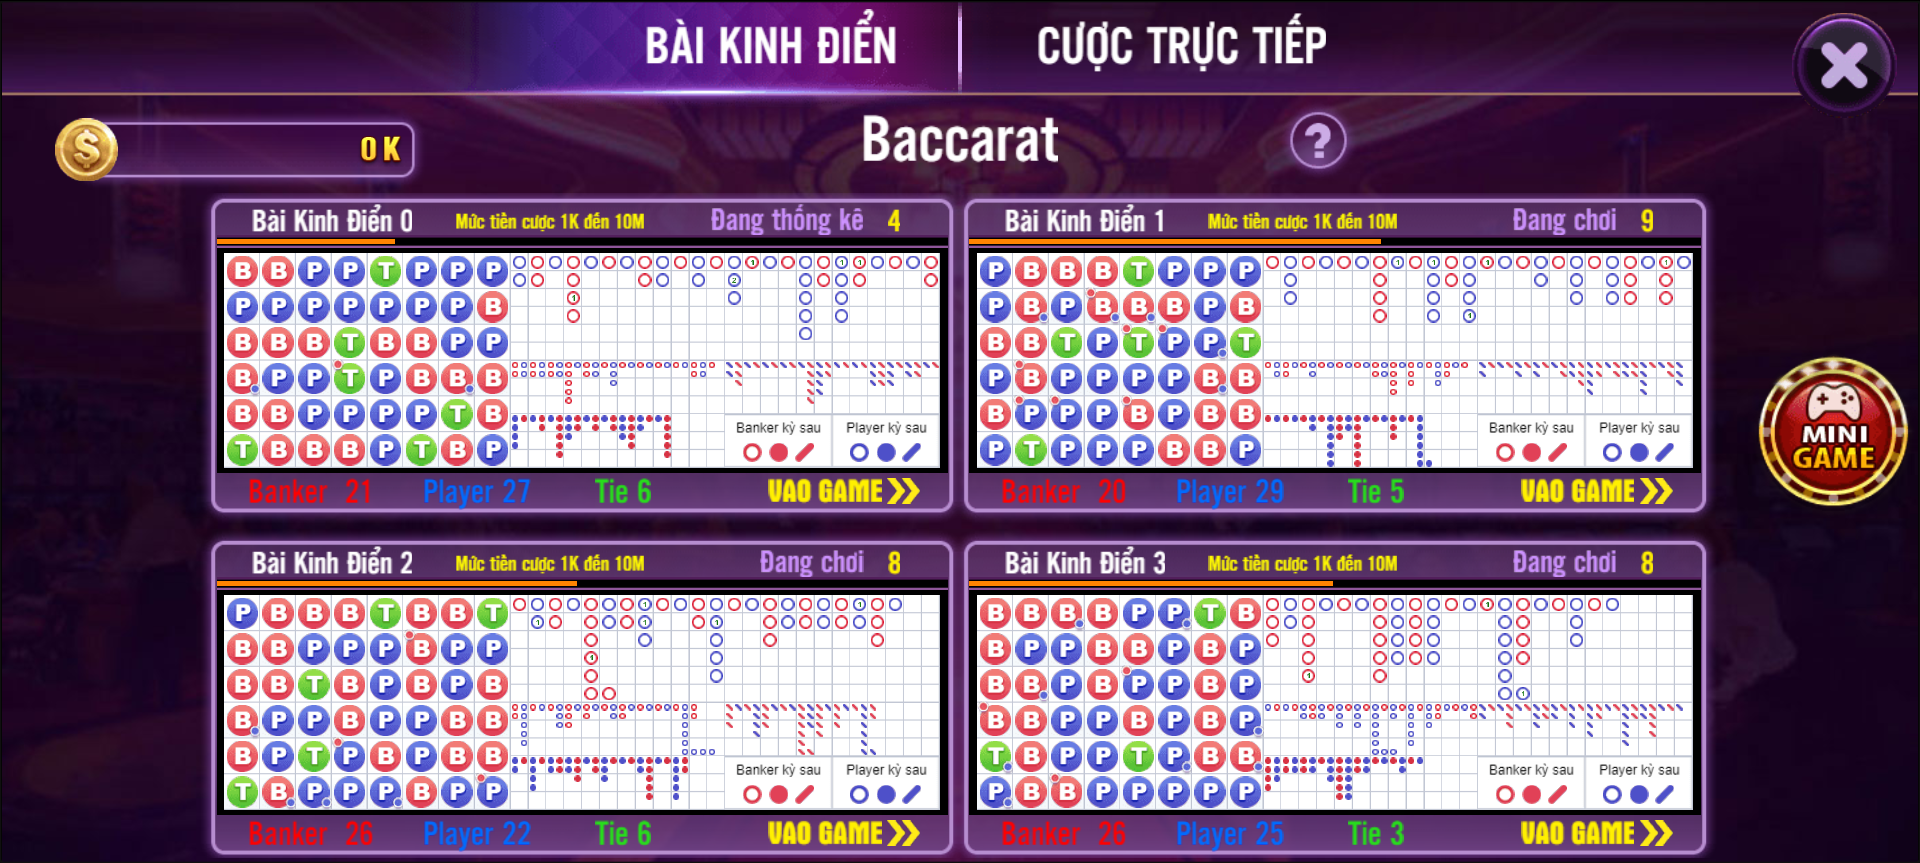 BÀI KINH ĐIỂN
CƯỢC TRỰC TIẾP
0 K
Baccarat
?
Bài Kinh Điển 0 Mức tiền cược 1K đến 10M Đang thống kê 4
B B P P T P P P
P P P P P P P B
B B B T B B P P
B P P T P B B B
B B P P P P T B
T B B B P T B P
Banker kỳ sau Player kỳ sau
Banker 21 Player 27 Tie 6 VAO GAME
Bài Kinh Điển 1 Mức tiền cược 1K đến 10M Đang chơi 9
P B B B T P P P
P B P B B B P B
B B T P T P P T
P B P P P P B B
B P P P B P B B
P T P P P B B P
Banker kỳ sau Player kỳ sau
Banker 20 Player 29 Tie 5 VAO GAME
MINI
GAME
Bài Kinh Điển 2 Mức tiền cược 1K đến 10M Đang chơi 8
P B B B T B B T
B B P P P B P P
B B T B P B P B
B P P B P P B B
B P T P B P B B
T B P P P B P P
Banker kỳ sau Player kỳ sau
Banker 26 Player 22 Tie 6 VAO GAME
Bài Kinh Điển 3 Mức tiền cược 1K đến 10M Đang chơi 8
B B B B P P T B
B P P B P P B P
B B P B P P B P
B B P P B P B P
T B P P T P B B
P B B P P P P P
Banker kỳ sau Player kỳ sau
Banker 26 Player 25 Tie 3 VAO GAME